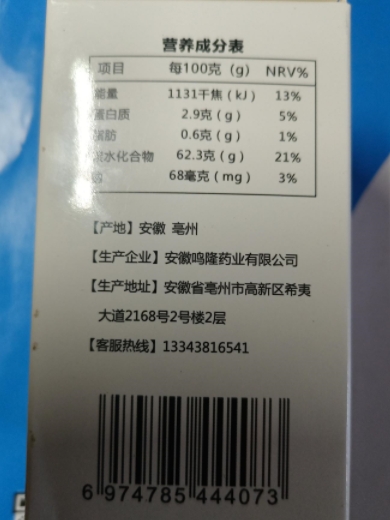 营养成分表
项目 每100克（g） NRV%
能量 1131千焦（kJ） 13%
蛋白质 2.9克（g） 5%
脂肪 0.6克（g） 1%
碳水化合物 62.3克（g） 21%
钠 68毫克（mg） 3%
【产地】安徽 亳州
【生产企业】安徽鸣隆药业有限公司
【生产地址】安徽省亳州市高新区希夷
大道2168号2号楼2层
【客服热线】13343816541
6 974785 444073